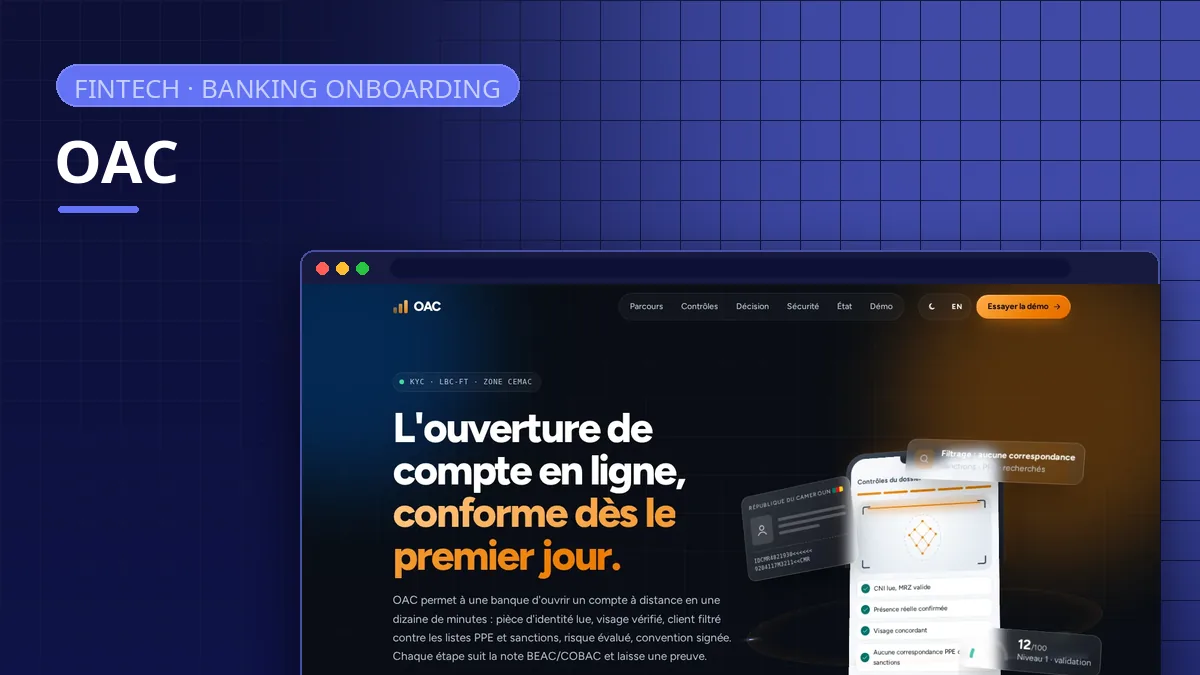 FINTECH · BANKING ONBOARDING
OAC
OAC
Parcours Contrôles Décision Sécurité État Démo
EN
Essayer la démo →
KYC · LBC-FT · ZONE CEMAC
L'ouverture de
compte en ligne,
conforme dès le
premier jour.
OAC permet à une banque d'ouvrir un compte à distance en une
dizaine de minutes : pièce d'identité lue, visage vérifié, client filtré
contre les listes PPE et sanctions, risque évalué, convention signée.
Chaque étape suit la note BEAC/COBAC et laisse une preuve.
RÉPUBLIQUE DU CAMEROUN
Filtrage : aucune correspondance
recherchés
Contrôles du
CNI lue, MRZ valide
Présence réelle confirmée
Visage concordant
Aucune correspondance PPE
sanctions
12/100
Niveau 1 · validation